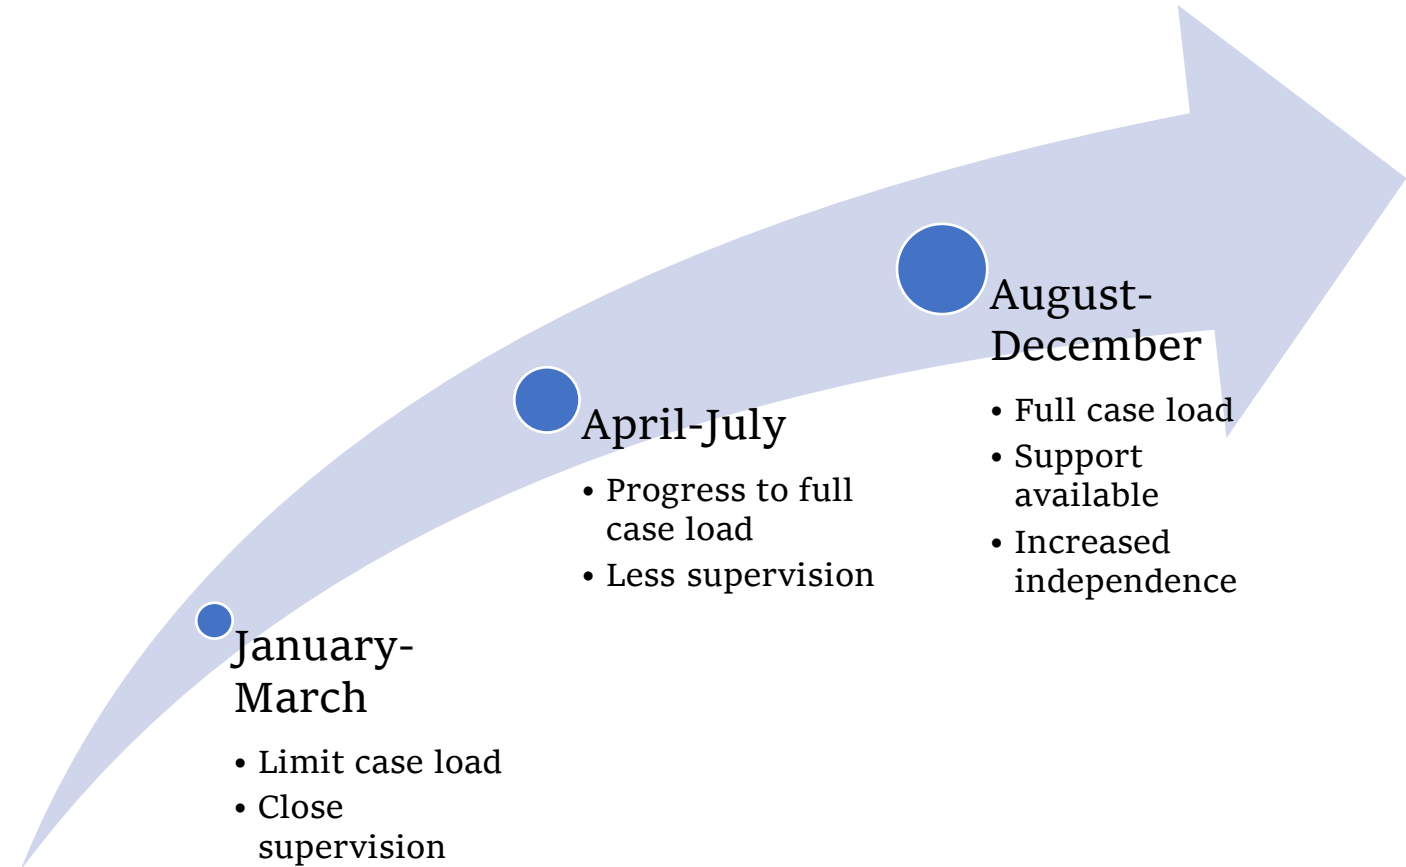 January-
March
• Limit case load
• Close
supervision
April-July
• Progress to full
case load
• Less supervision
August-
December
• Full case load
• Support
available
• Increased
independence